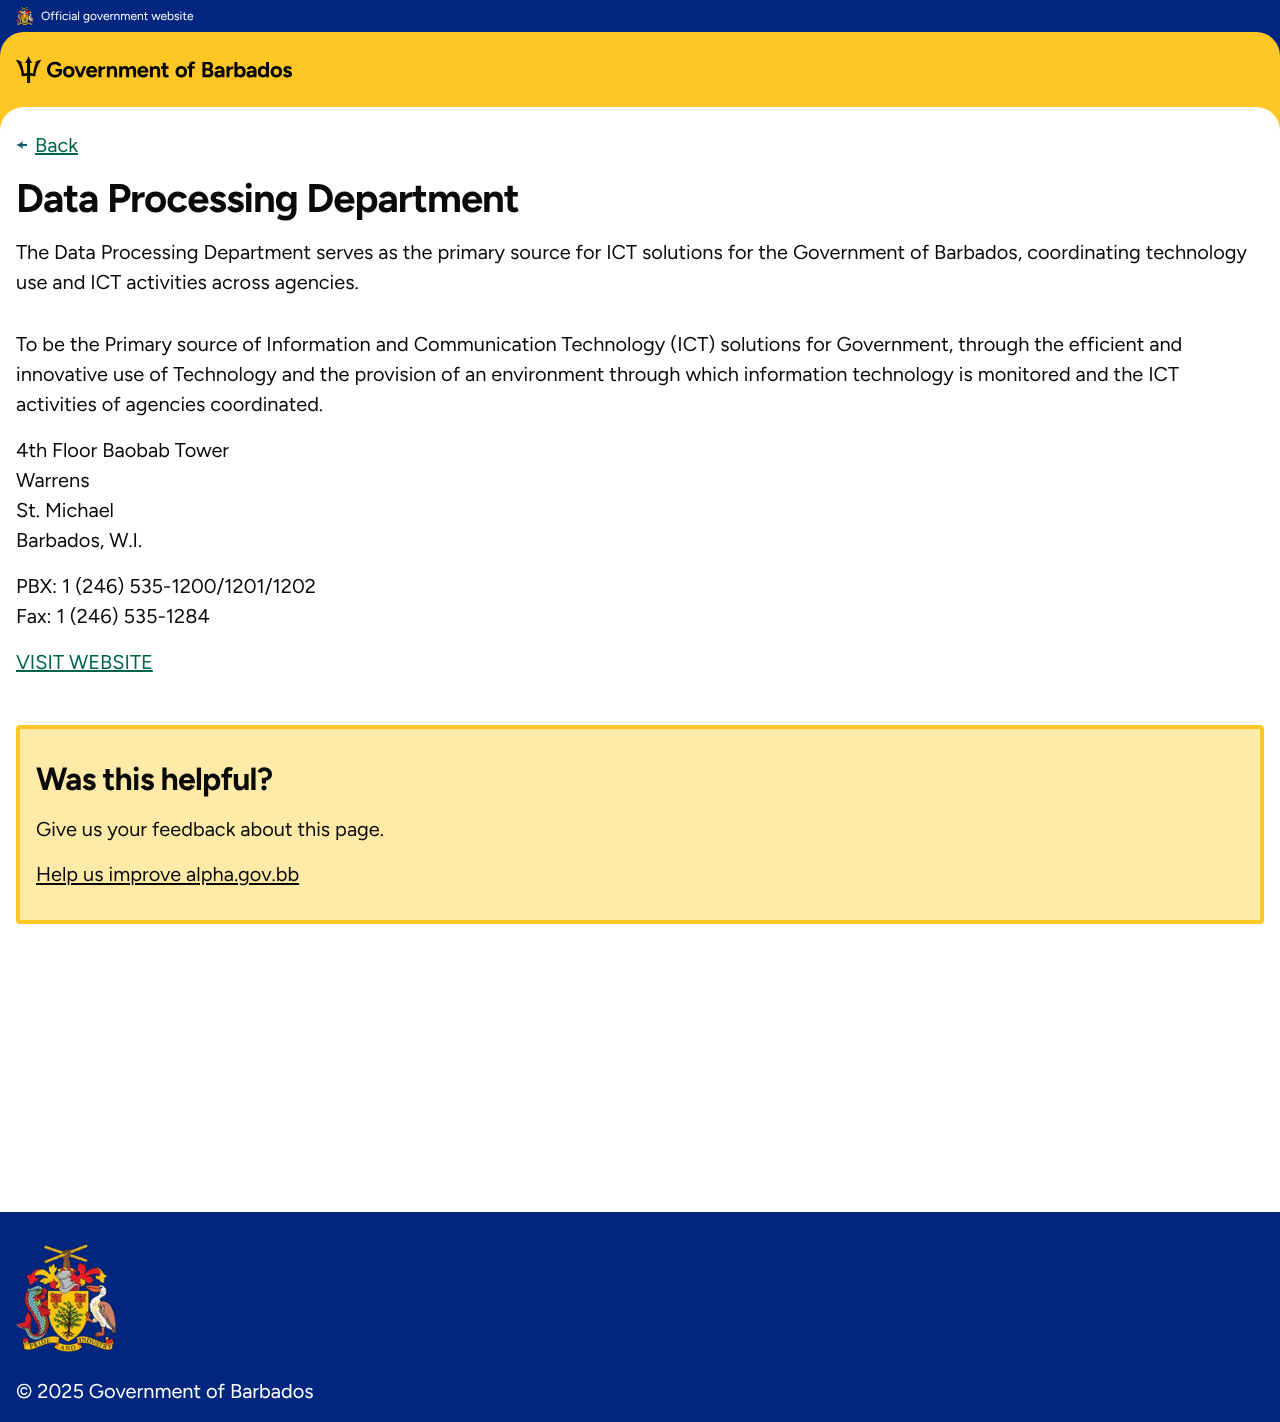 Official government website
Government of Barbados
Back
Data Processing Department
The Data Processing Department serves as the primary source for ICT solutions for the Government of Barbados, coordinating technology
use and ICT activities across agencies.
To be the Primary source of Information and Communication Technology (ICT) solutions for Government, through the efficient and
innovative use of Technology and the provision of an environment through which information technology is monitored and the ICT
activities of agencies coordinated.
4th Floor Baobab Tower
Warrens
St. Michael
Barbados, W.I.
PBX: 1 (246) 535-1200/1201/1202
Fax: 1 (246) 535-1284
VISIT WEBSITE
Was this helpful?
Give us your feedback about this page.
Help us improve alpha.gov.bb
PRIDE AND INDUSTRY
© 2025 Government of Barbados